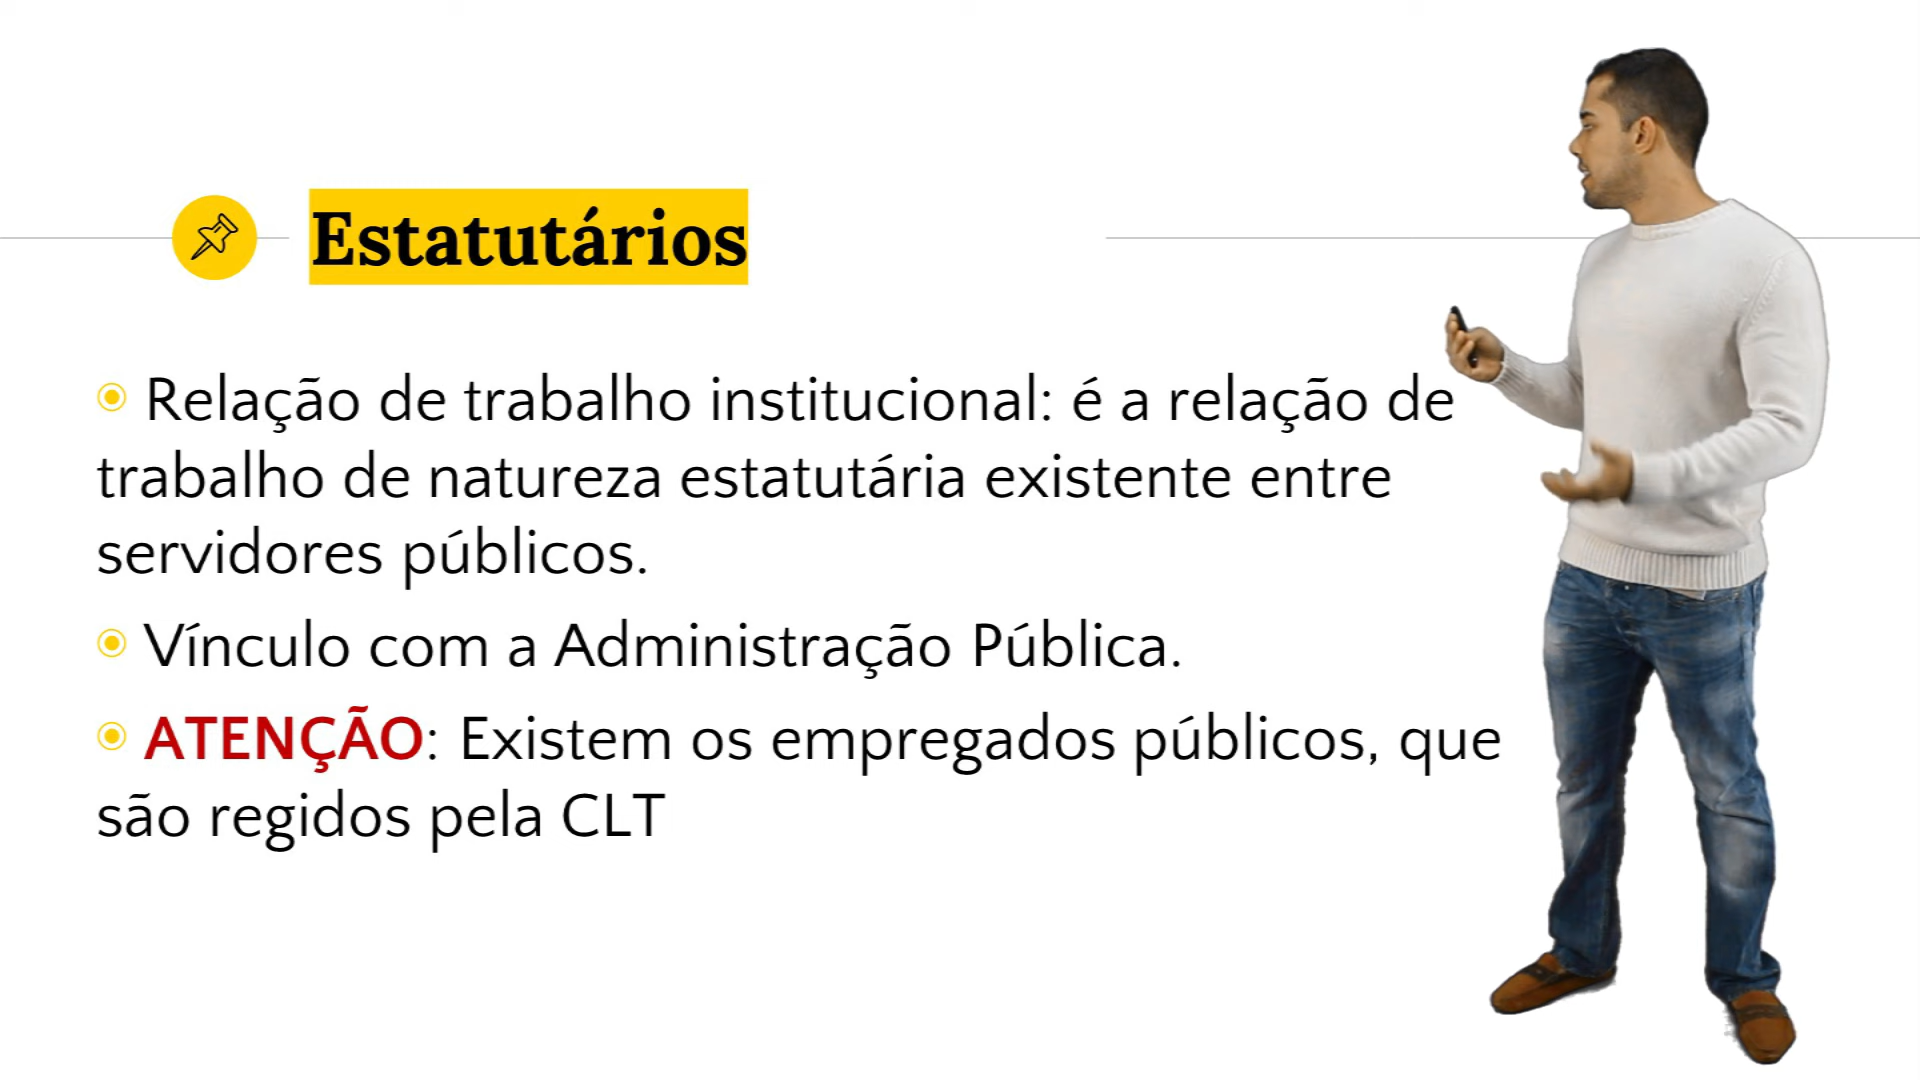 Estatutários
Relação de trabalho institucional: é a relação de
trabalho de natureza estatutária existente entre
servidores públicos.
Vínculo com a Administração Pública.
ATENÇÃO: Existem os empregados públicos, que
são regidos pela CLT